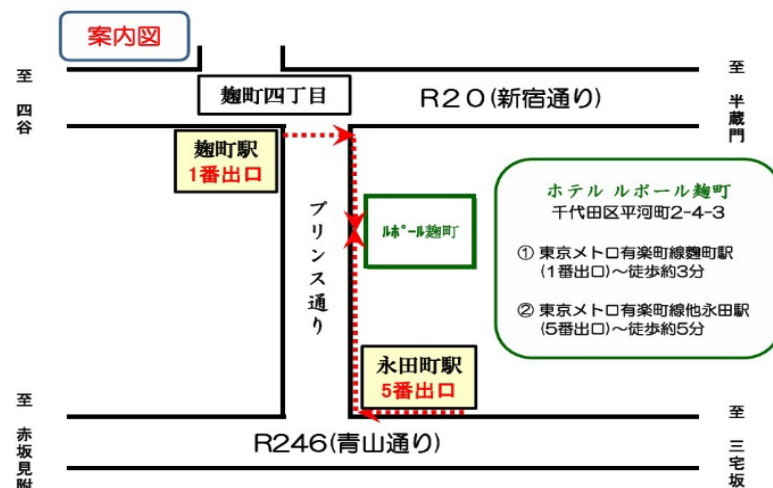 案内図
至 四谷
麹町四丁目
R20(新宿通り)
至 半蔵門
麹町駅
1番出口
プリンス通り
ルポール麹町
ホテル ルポール麹町
千代田区平河町2-4-3
① 東京メトロ有楽町線麴町駅
(1番出口)~徒歩約3分
② 東京メトロ有楽町線他永田駅
(5番出口)~徒歩約5分
永田町駅
5番出口
至 赤坂見附
R246(青山通り)
至 三宅坂